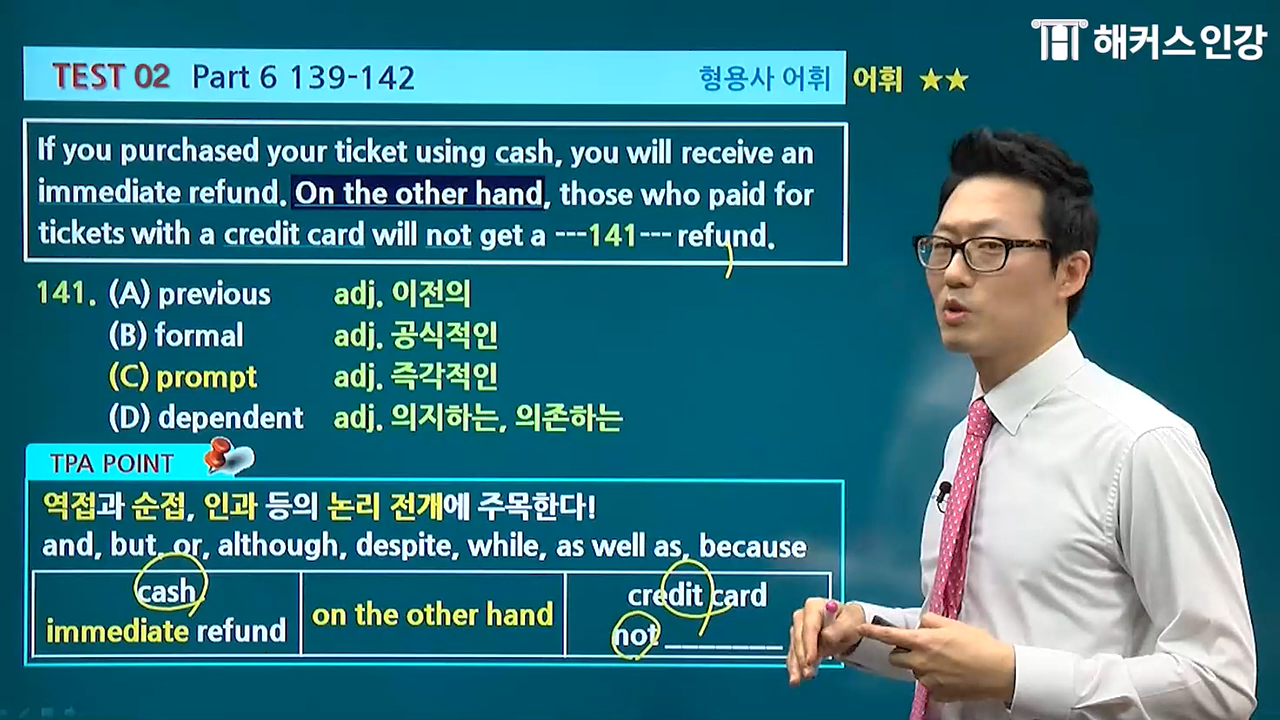 해커스인강
TEST 02 Part 6 139-142 형용사 어휘 어휘 ★★
If you purchased your ticket using cash, you will receive an
immediate refund. On the other hand, those who paid for
tickets with a credit card will not get a ---141--- refund.
141. (A) previous adj. 이전의
(B) formal adj. 공식적인
(C) prompt adj. 즉각적인
(D) dependent adj. 의지하는, 의존하는
TPA POINT
역접과 순접, 인과 등의 논리 전개에 주목한다!
and, but, or, although, despite, while, as well as, because
cash
immediate refund
on the other hand
credit card
not ________